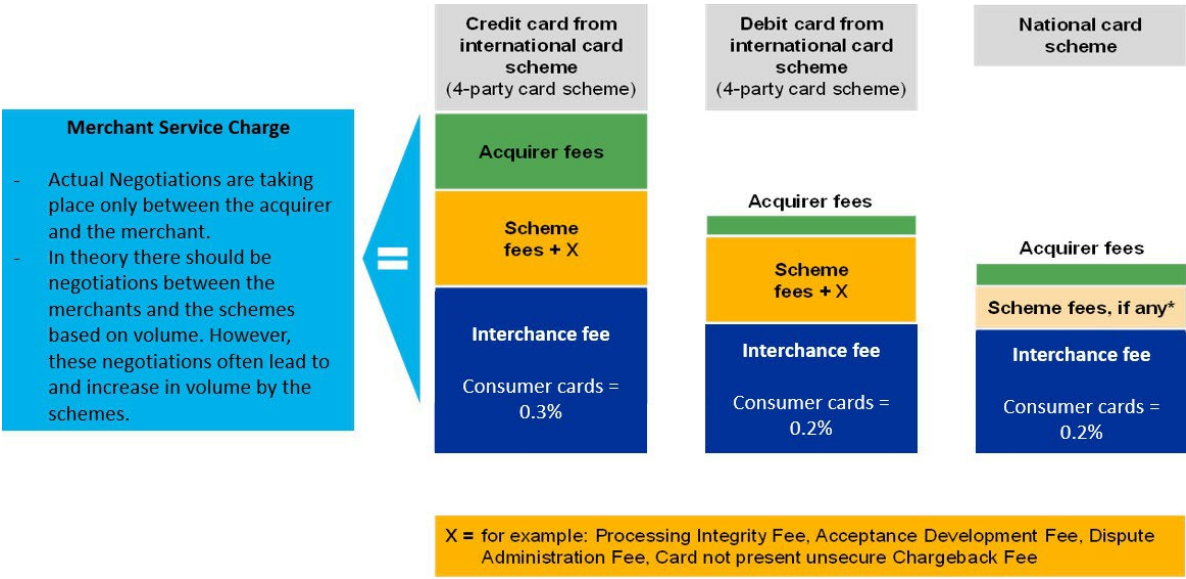 Credit card from
international card
scheme
(4-party card scheme)
Debit card from
international card
scheme
(4-party card scheme)
National card
scheme
Merchant Service Charge
- Actual Negotiations are taking
place only between the acquirer
and the merchant.
- In theory there should be
negotiations between the
merchants and the schemes
based on volume. However,
these negotiations often lead to
and increase in volume by the
schemes.
=
Acquirer fees
Scheme
fees + X
Interchance fee
Consumer cards =
0.3%
Acquirer fees
Scheme
fees + X
Interchance fee
Consumer cards =
0.2%
Acquirer fees
Scheme fees, if any*
Interchance fee
Consumer cards =
0.2%
X = for example: Processing Integrity Fee, Acceptance Development Fee, Dispute
Administration Fee, Card not present unsecure Chargeback Fee